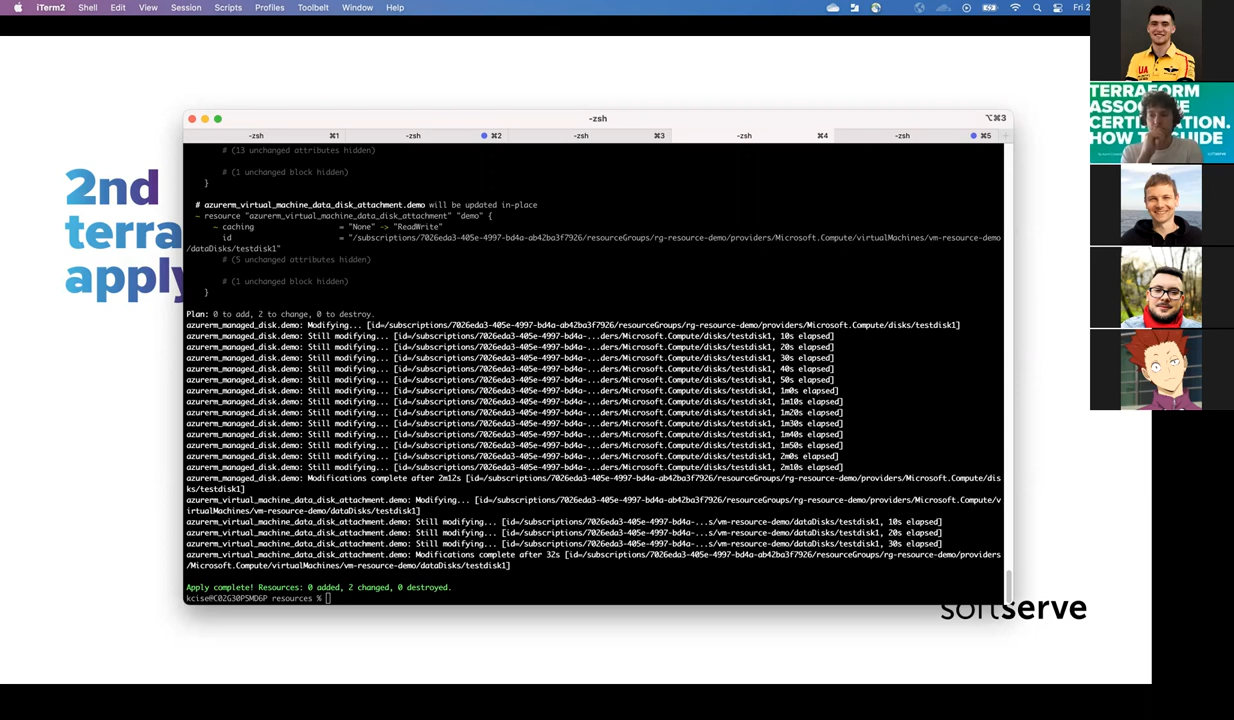 iTerm2 Shell Edit View Session Scripts Profiles Toolbelt Window Help
Fri 2
2nd
terra
apply
-zsh
⌥⌘3
-zsh ⌘1 -zsh ⌘2 -zsh ⌘3 -zsh ⌘4 -zsh ⌘5 +
# (13 unchanged attributes hidden)
# (1 unchanged block hidden)
}
# azurerm_virtual_machine_data_disk_attachment.demo will be updated in-place
~ resource "azurerm_virtual_machine_data_disk_attachment" "demo" {
~ caching = "None" -> "ReadWrite"
id = "/subscriptions/7026eda3-405e-4997-bd4a-ab42ba3f7926/resourceGroups/rg-resource-demo/providers/Microsoft.Compute/virtualMachines/vm-resource-demo
/dataDisks/testdisk1"
# (5 unchanged attributes hidden)
# (1 unchanged block hidden)
}
Plan: 0 to add, 2 to change, 0 to destroy.
azurerm_managed_disk.demo: Modifying... [id=/subscriptions/7026eda3-405e-4997-bd4a-ab42ba3f7926/resourceGroups/rg-resource-demo/providers/Microsoft.Compute/disks/testdisk1]
azurerm_managed_disk.demo: Still modifying... [id=/subscriptions/7026eda3-405e-4997-bd4a-...ders/Microsoft.Compute/disks/testdisk1, 10s elapsed]
azurerm_managed_disk.demo: Still modifying... [id=/subscriptions/7026eda3-405e-4997-bd4a-...ders/Microsoft.Compute/disks/testdisk1, 20s elapsed]
azurerm_managed_disk.demo: Still modifying... [id=/subscriptions/7026eda3-405e-4997-bd4a-...ders/Microsoft.Compute/disks/testdisk1, 30s elapsed]
azurerm_managed_disk.demo: Still modifying... [id=/subscriptions/7026eda3-405e-4997-bd4a-...ders/Microsoft.Compute/disks/testdisk1, 40s elapsed]
azurerm_managed_disk.demo: Still modifying... [id=/subscriptions/7026eda3-405e-4997-bd4a-...ders/Microsoft.Compute/disks/testdisk1, 50s elapsed]
azurerm_managed_disk.demo: Still modifying... [id=/subscriptions/7026eda3-405e-4997-bd4a-...ders/Microsoft.Compute/disks/testdisk1, 1m0s elapsed]
azurerm_managed_disk.demo: Still modifying... [id=/subscriptions/7026eda3-405e-4997-bd4a-...ders/Microsoft.Compute/disks/testdisk1, 1m10s elapsed]
azurerm_managed_disk.demo: Still modifying... [id=/subscriptions/7026eda3-405e-4997-bd4a-...ders/Microsoft.Compute/disks/testdisk1, 1m20s elapsed]
azurerm_managed_disk.demo: Still modifying... [id=/subscriptions/7026eda3-405e-4997-bd4a-...ders/Microsoft.Compute/disks/testdisk1, 1m30s elapsed]
azurerm_managed_disk.demo: Still modifying... [id=/subscriptions/7026eda3-405e-4997-bd4a-...ders/Microsoft.Compute/disks/testdisk1, 1m40s elapsed]
azurerm_managed_disk.demo: Still modifying... [id=/subscriptions/7026eda3-405e-4997-bd4a-...ders/Microsoft.Compute/disks/testdisk1, 1m50s elapsed]
azurerm_managed_disk.demo: Still modifying... [id=/subscriptions/7026eda3-405e-4997-bd4a-...ders/Microsoft.Compute/disks/testdisk1, 2m0s elapsed]
azurerm_managed_disk.demo: Still modifying... [id=/subscriptions/7026eda3-405e-4997-bd4a-...ders/Microsoft.Compute/disks/testdisk1, 2m10s elapsed]
azurerm_managed_disk.demo: Modifications complete after 2m12s [id=/subscriptions/7026eda3-405e-4997-bd4a-ab42ba3f7926/resourceGroups/rg-resource-demo/providers/Microsoft.Compute/dis
ks/testdisk1]
azurerm_virtual_machine_data_disk_attachment.demo: Modifying... [id=/subscriptions/7026eda3-405e-4997-bd4a-ab42ba3f7926/resourceGroups/rg-resource-demo/providers/Microsoft.Compute/v
irtualMachines/vm-resource-demo/dataDisks/testdisk1]
azurerm_virtual_machine_data_disk_attachment.demo: Still modifying... [id=/subscriptions/7026eda3-405e-4997-bd4a-...s/vm-resource-demo/dataDisks/testdisk1, 10s elapsed]
azurerm_virtual_machine_data_disk_attachment.demo: Still modifying... [id=/subscriptions/7026eda3-405e-4997-bd4a-...s/vm-resource-demo/dataDisks/testdisk1, 20s elapsed]
azurerm_virtual_machine_data_disk_attachment.demo: Still modifying... [id=/subscriptions/7026eda3-405e-4997-bd4a-...s/vm-resource-demo/dataDisks/testdisk1, 30s elapsed]
azurerm_virtual_machine_data_disk_attachment.demo: Modifications complete after 32s [id=/subscriptions/7026eda3-405e-4997-bd4a-ab42ba3f7926/resourceGroups/rg-resource-demo/providers
/Microsoft.Compute/virtualMachines/vm-resource-demo/dataDisks/testdisk1]
Apply complete! Resources: 0 added, 2 changed, 0 destroyed.
kcise@C02G30P5MD6P resources %
softserve
UA
TERRAFORM
CERT ATION.
HOW GUIDE